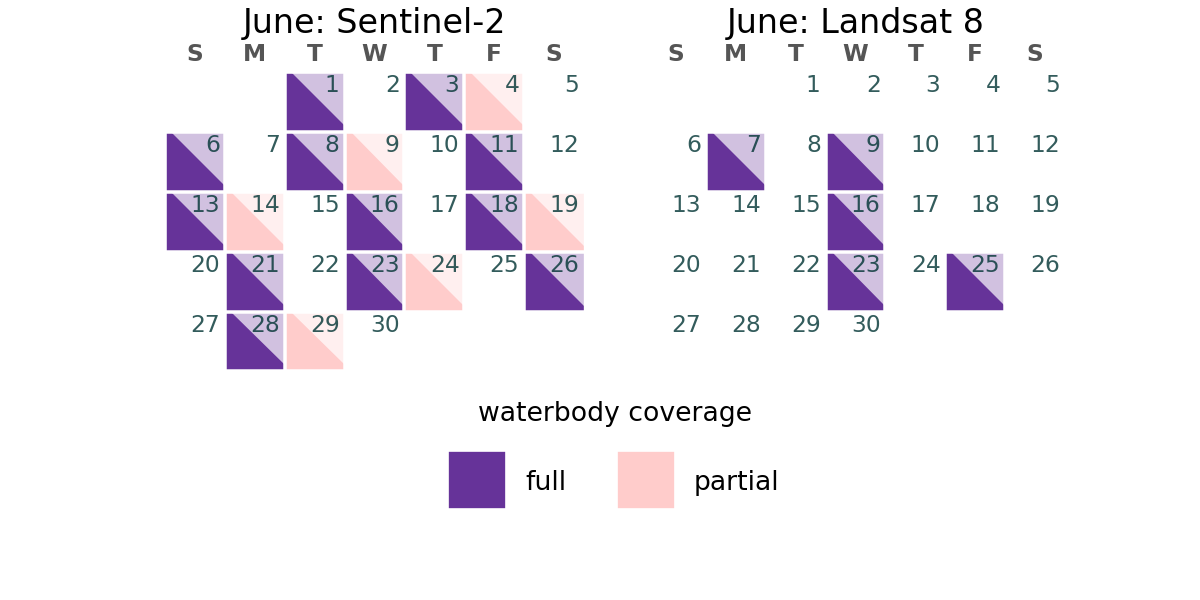 June: Sentinel-2
S M T W T F S
1 2 3 4 5
6 7 8 9 10 11 12
13 14 15 16 17 18 19
20 21 22 23 24 25 26
27 28 29 30
June: Landsat 8
S M T W T F S
1 2 3 4 5
6 7 8 9 10 11 12
13 14 15 16 17 18 19
20 21 22 23 24 25 26
27 28 29 30
waterbody coverage
full partial